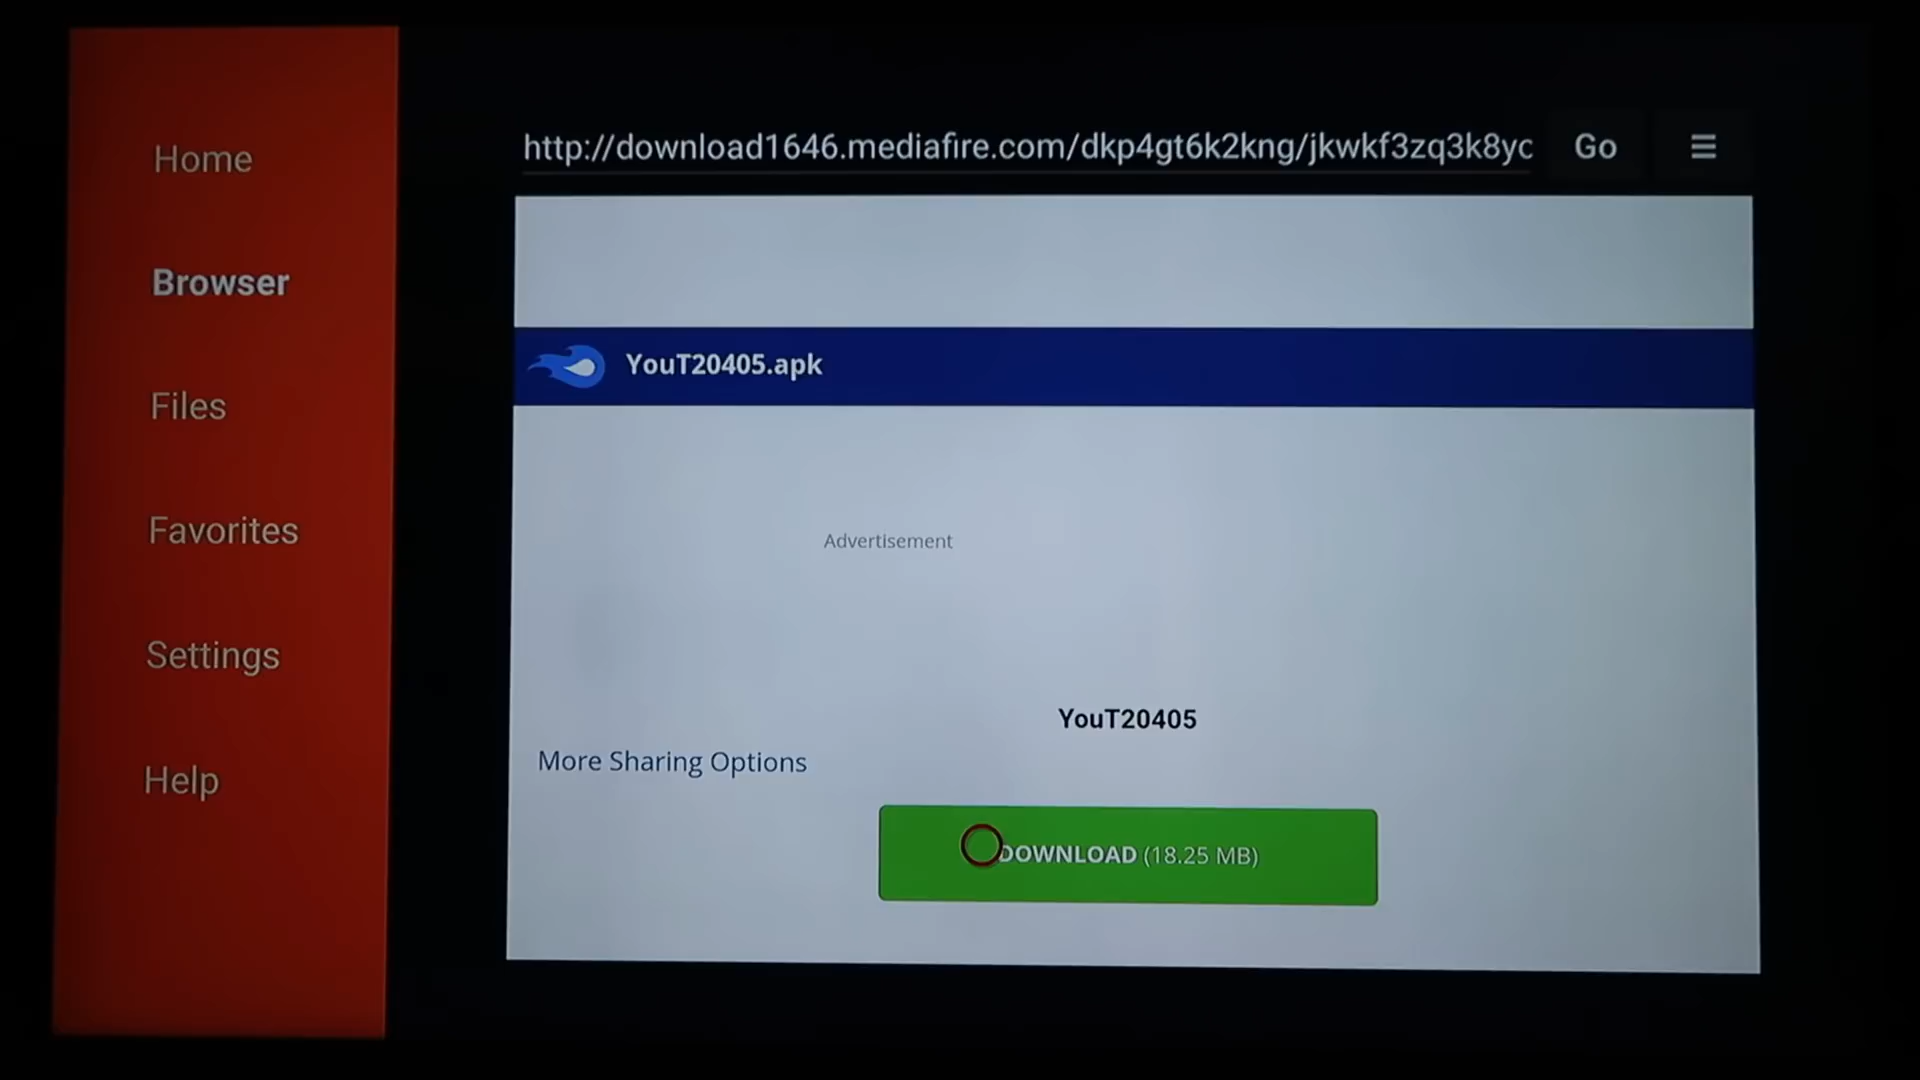 Home
Browser
Files
Favorites
Settings
Help
http://download1646.mediafire.com/dkp4gt6k2kng/jkwkf3zq3k8yc
Go
YouT20405.apk
Advertisement
YouT20405
More Sharing Options
DOWNLOAD (18.25 MB)